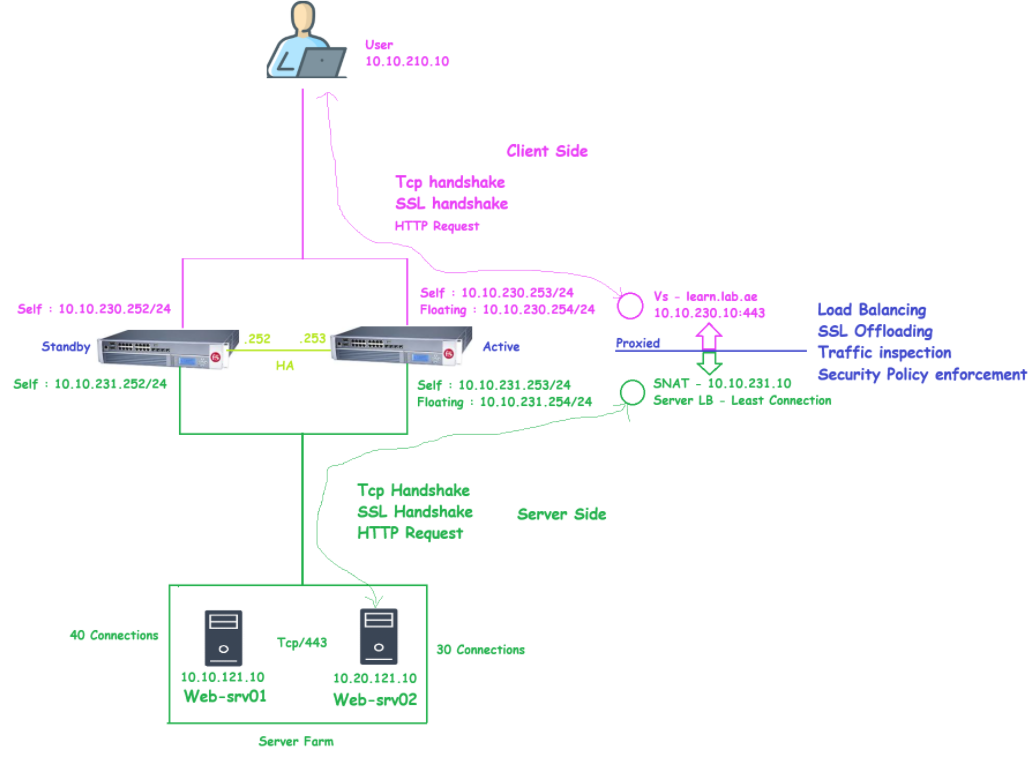 User
10.10.210.10
Client Side
Tcp handshake
SSL handshake
HTTP Request
Self : 10.10.230.252/24
Self : 10.10.230.253/24
Floating : 10.10.230.254/24
Vs - learn.lab.ae
10.10.230.10:443
Load Balancing
SSL Offloading
Traffic inspection
Security Policy enforcement
Standby
.252
.253
HA
Active
Proxied
Self : 10.10.231.252/24
Self : 10.10.231.253/24
Floating : 10.10.231.254/24
SNAT - 10.10.231.10
Server LB - Least Connection
Tcp Handshake
SSL Handshake
HTTP Request
Server Side
40 Connections
Tcp/443
30 Connections
10.10.121.10
Web-srv01
10.20.121.10
Web-srv02
Server Farm